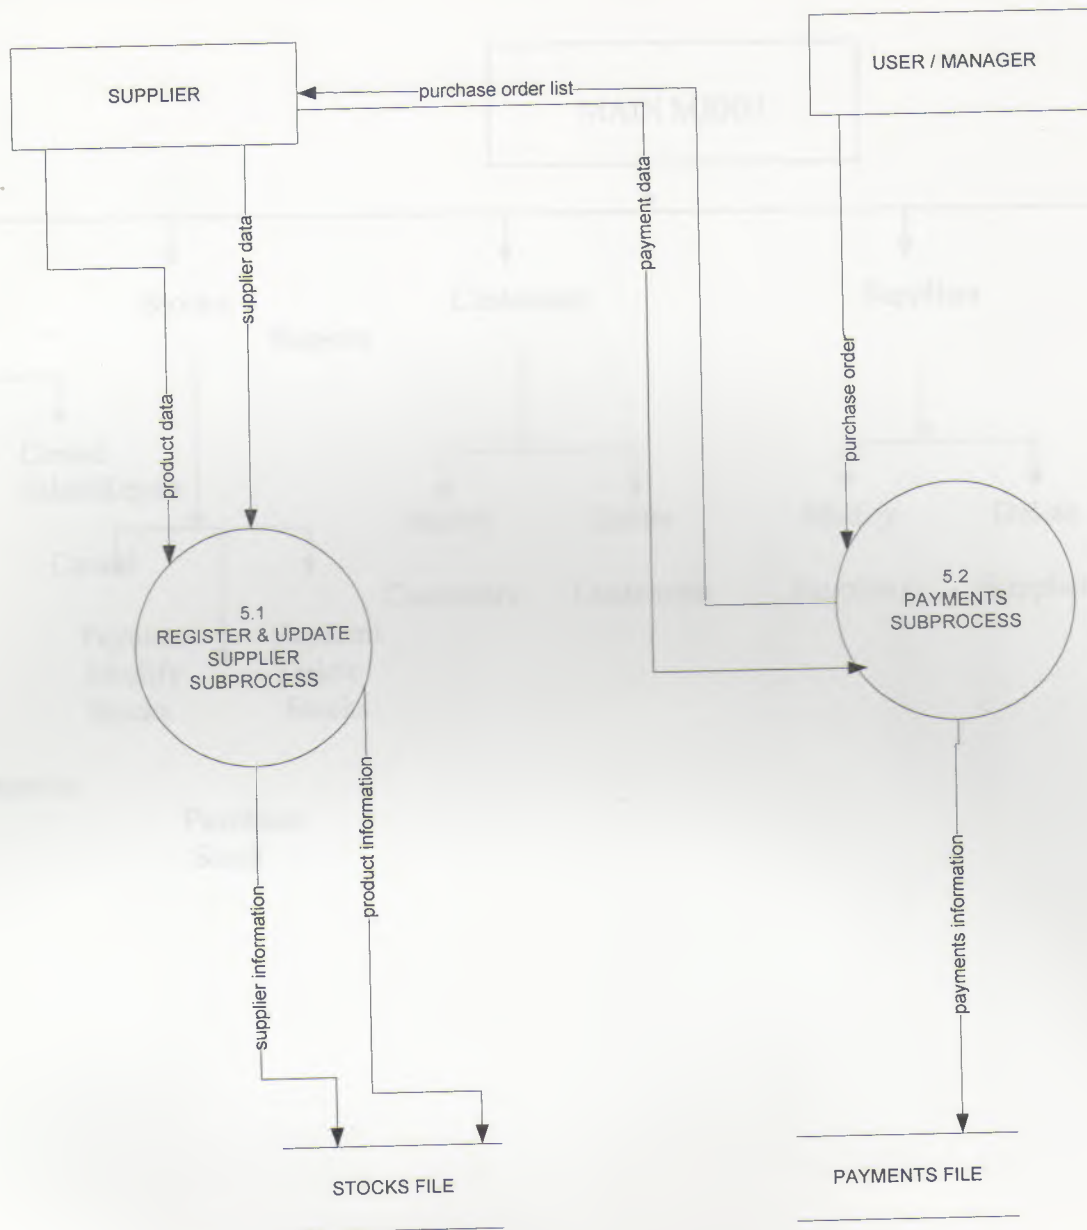 SUPPLIER
purchase order list
USER / MANAGER
payment data
supplier data
product data
purchase order
5.1
REGISTER & UPDATE
SUPPLIER
SUBPROCESS
5.2
PAYMENTS
SUBPROCESS
product information
supplier information
payments information
STOCKS FILE
PAYMENTS FILE